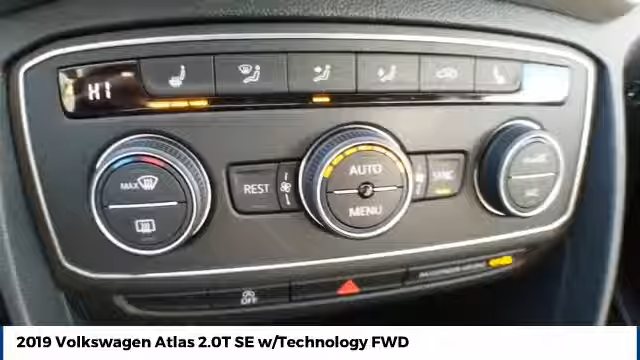 HI
AUTO
MAX
REST
SYNC
A/C
MENU
OFF
2019 Volkswagen Atlas 2.0T SE w/Technology FWD